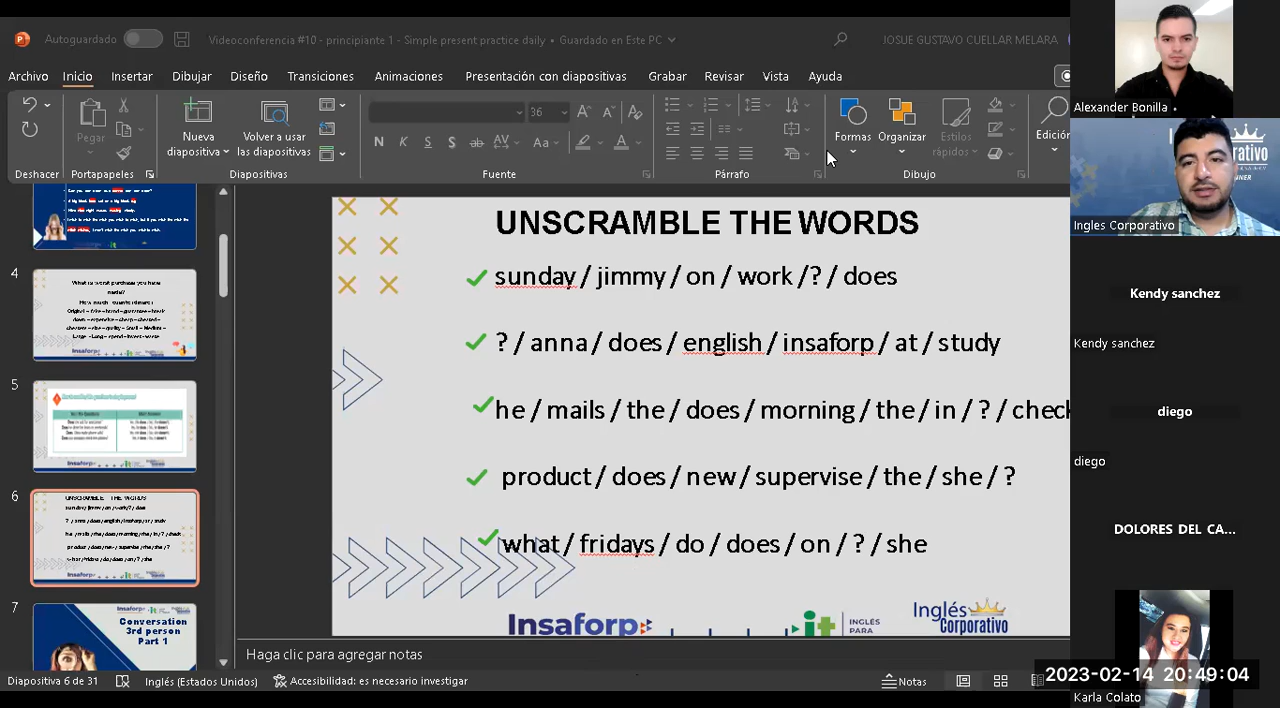 Autoguardado
Videoconferencia #10 - principiante 1 - Simple present practice daily • Guardado en Este PC
JOSUE GUSTAVO CUELLAR MELARA
Archivo Inicio Insertar Dibujar Diseño Transiciones Animaciones Presentación con diapositivas Grabar Revisar Vista Ayuda
36
Pegar
Nueva diapositiva
Volver a usar las diapositivas
Formas
Organizar
Estilos rápidos
Edición
Deshacer Portapapeles Diapositivas Fuente Párrafo Dibujo
4
5
6
7
Conversation
3rd person
Part 1
UNSCRAMBLE THE WORDS
sunday / jimmy / on / work /? / does
? / anna / does / english / insaforp / at / study
he / mails / the / does / morning / the / in / ? / check
product / does / new / supervise / the / she / ?
what / fridays / do / does / on / ? / she
Insaforp
it INGLÉS PARA
Inglés Corporativo
Haga clic para agregar notas
Diapositiva 6 de 31
Inglés (Estados Unidos)
Accesibilidad: es necesario investigar
Notas
Alexander Bonilla
Ingles Corporativo
Kendy sanchez
Kendy sanchez
diego
diego
DOLORES DEL CA...
2023-02-14 20:49:04
Karla Colato